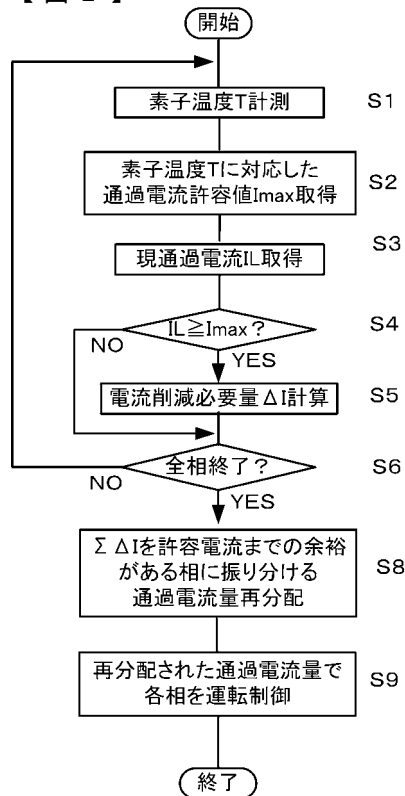 開始
素子温度T計測
S1
素子温度Tに対応した
通過電流許容値Imax取得
S2
現通過電流IL取得
S3
IL≧Imax?
S4
NO
YES
電流削減必要量ΔI計算
S5
全相終了?
S6
NO
YES
ΣΔIを許容電流までの余裕
がある相に振り分ける
通過電流量再分配
S8
再分配された通過電流量で
各相を運転制御
S9
終了